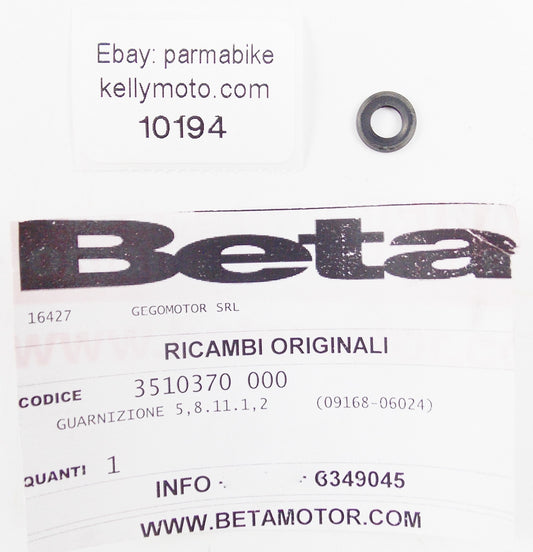 Ebay: parmabike
kellymoto.com
10194
Beta
16427 GEGOMOTOR SRL
RICAMBI ORIGINALI
CODICE 3510370 000
GUARNIZIONE 5,8.11.1,2 (09168-06024)
QUANTI 1
INFO 6349045
WWW.BETAMOTOR.COM